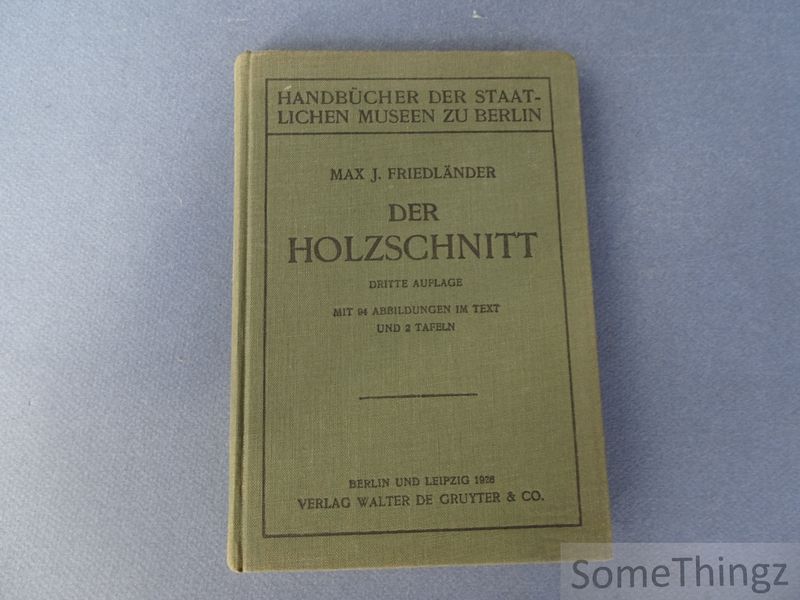 HANDBÜCHER DER STAAT-
LICHEN MUSEEN ZU BERLIN
MAX J. FRIEDLÄNDER
DER
HOLZSCHNITT
DRITTE AUFLAGE
MIT 94 ABBILDUNGEN IM TEXT
UND 2 TAFELN
BERLIN UND LEIPZIG 1926
VERLAG WALTER DE GRUYTER & CO.
SomeThingz